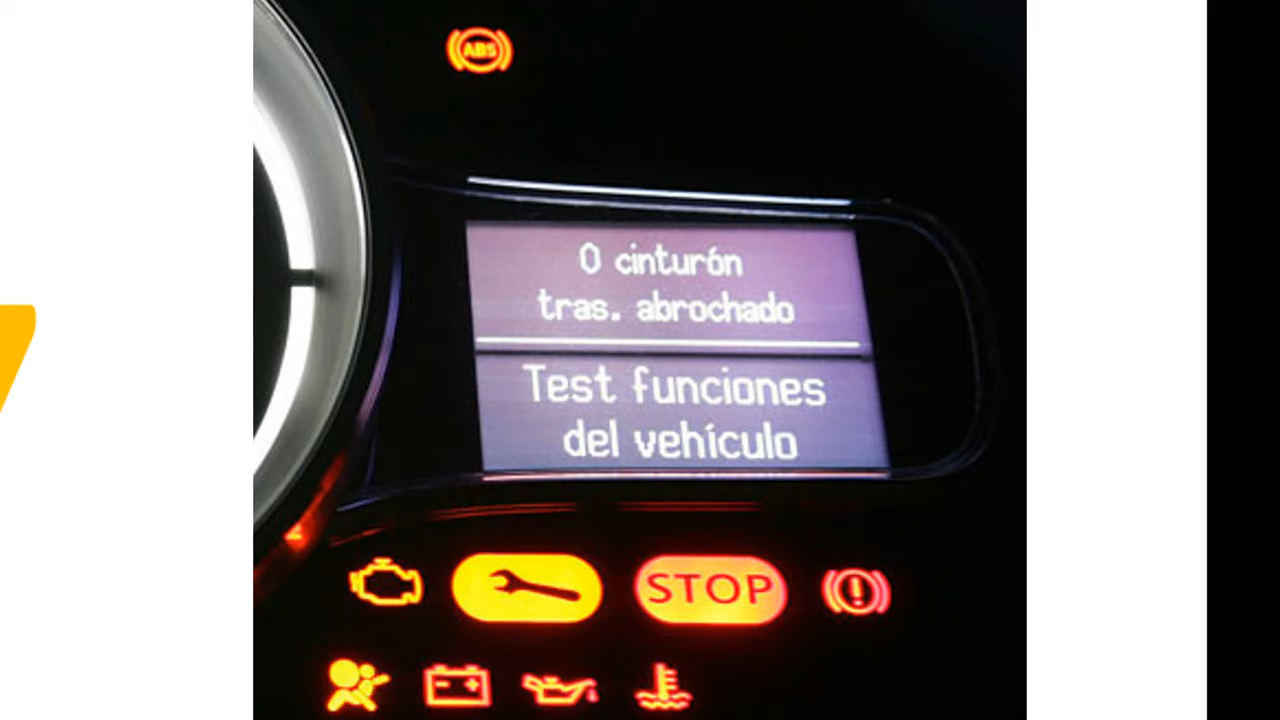 ABS
0 cinturón
tras. abrochado
Test funciones
del vehículo
STOP